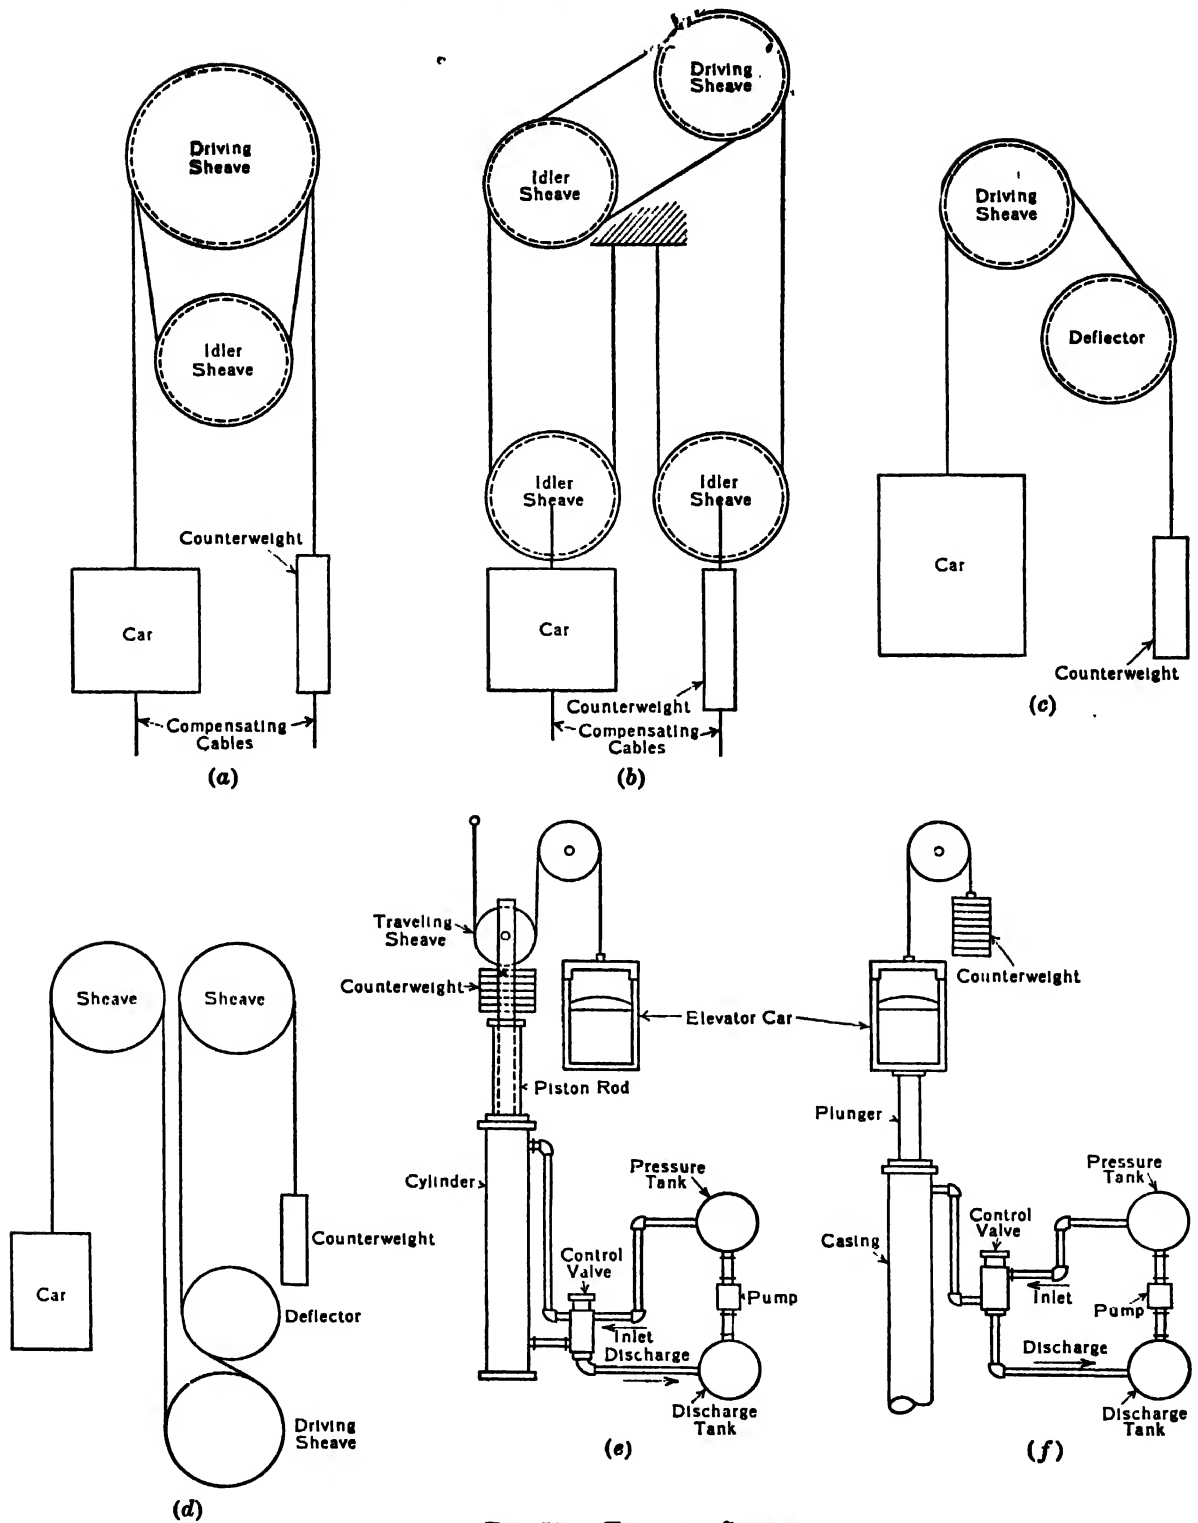 Driving
Sheave
Idler
Sheave
Counterweight
Car
Compensating
Cables
(a)
Driving
Sheave
Idler
Sheave
Idler
Sheave
Idler
Sheave
Car
Counterweight
Compensating
Cables
(b)
Driving
Sheave
Deflector
Car
Counterweight
(c)
Sheave
Sheave
Car
Counterweight
Deflector
Driving
Sheave
(d)
Traveling
Sheave
Counterweight
Elevator Car
Piston Rod
Cylinder
Pressure
Tank
Control
Valve
Pump
Inlet
Discharge
Discharge
Tank
(e)
Counterweight
Plunger
Casing
Pressure
Tank
Control
Valve
Inlet
Pump
Discharge
Discharge
Tank
(f)